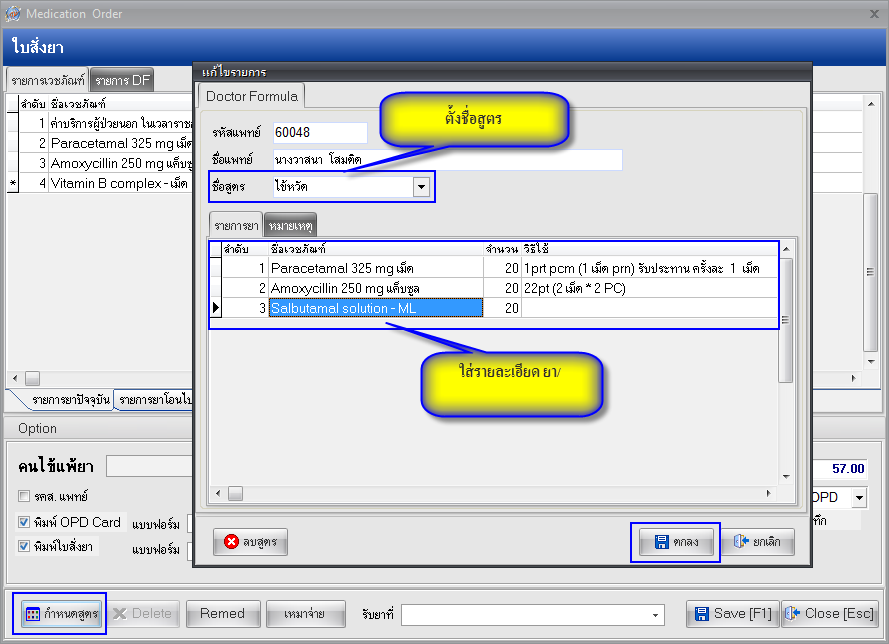 Medication Order
ใบสั่งยา
รายการเวชภัณฑ์ รายการ DF
ลำดับ ชื่อเวชภัณฑ์
1 ค่าบริการผู้ป่วยนอก ในเวลาราช
2 Paracetamal 325 mg เม็ด
3 Amoxycillin 250 mg แค็บซู
* 4 Vitamin B complex - เม็ด
รายการยาปัจจุบัน รายการยาโอนไป
แก้ไขรายการ
Doctor Formula
ตั้งชื่อสูตร
รหัสแพทย์ 60048
ชื่อแพทย์ นางวาสนา โสมติด
ชื่อสูตร ไข้หวัด
รายการยา หมายเหตุ
ลำดับ ชื่อเวชภัณฑ์ จำนวน วิธีใช้
1 Paracetamal 325 mg เม็ด 20 1prt pcm (1 เม็ด prn) รับประทาน ครั้งละ 1 เม็ด
2 Amoxycillin 250 mg แค็บซูล 20 22pt (2 เม็ด * 2 PC)
3 Salbutamal solution - ML 20
ใส่รายละเอียด ยา/
ลบสูตร ตกลง ยกเลิก
Option
คนไข้แพ้ยา 57.00
รคส. แพทย์ OPD
พิมพ์ OPD Card แบบฟอร์ม
พิมพ์ใบสั่งยา แบบฟอร์ม
กำหนดสูตร Delete Remed เหมาจ่าย รับยาที่ Save [F1] Close [Esc]